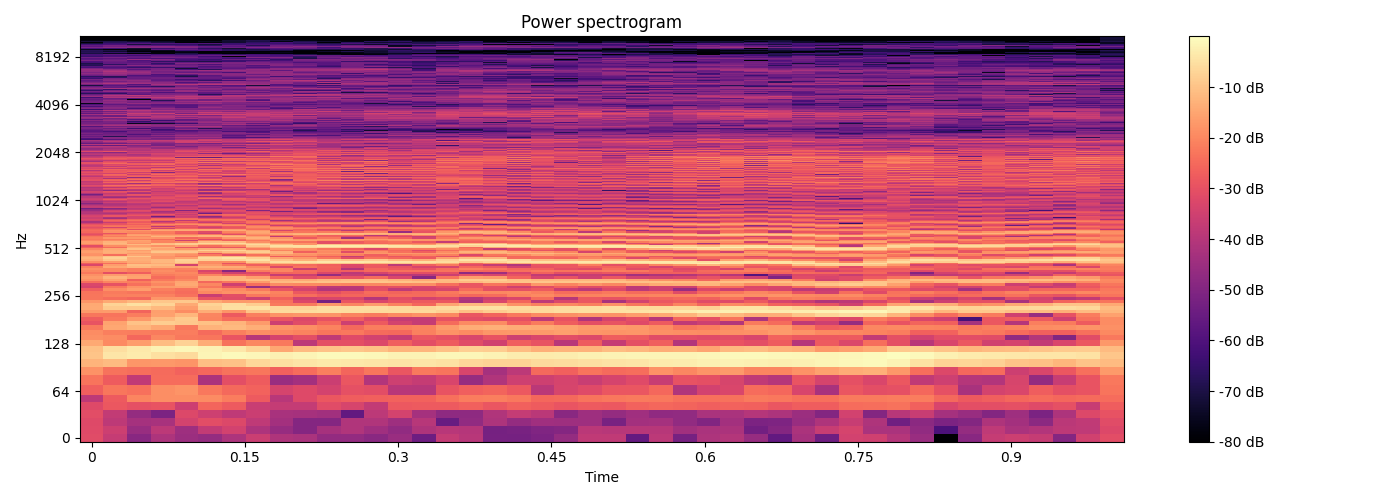 Power spectrogram
Hz
8192
4096
2048
1024
512
256
128
64
0
0 0.15 0.3 0.45 0.6 0.75 0.9
Time
-10 dB
-20 dB
-30 dB
-40 dB
-50 dB
-60 dB
-70 dB
-80 dB